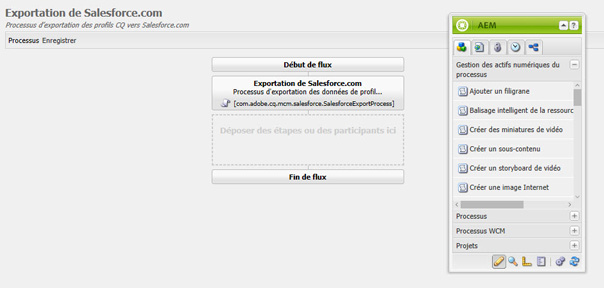 Exportation de Salesforce.com
Processus d'exportation des profils CQ vers Salesforce.com
Processus Enregistrer
Début de flux
Exportation de Salesforce.com
Processus d'exportation des données de profil...
[com.adobe.cq.mcm.salesforce.SalesforceExportProcess]
Déposer des étapes ou des participants ici
Fin de flux
AEM
Gestion des actifs numériques du processus
Ajouter un filigrane
Balisage intelligent de la ressourc
Créer des miniatures de vidéo
Créer un sous-contenu
Créer un storyboard de vidéo
Créer une image Internet
Processus
Processus WCM
Projets